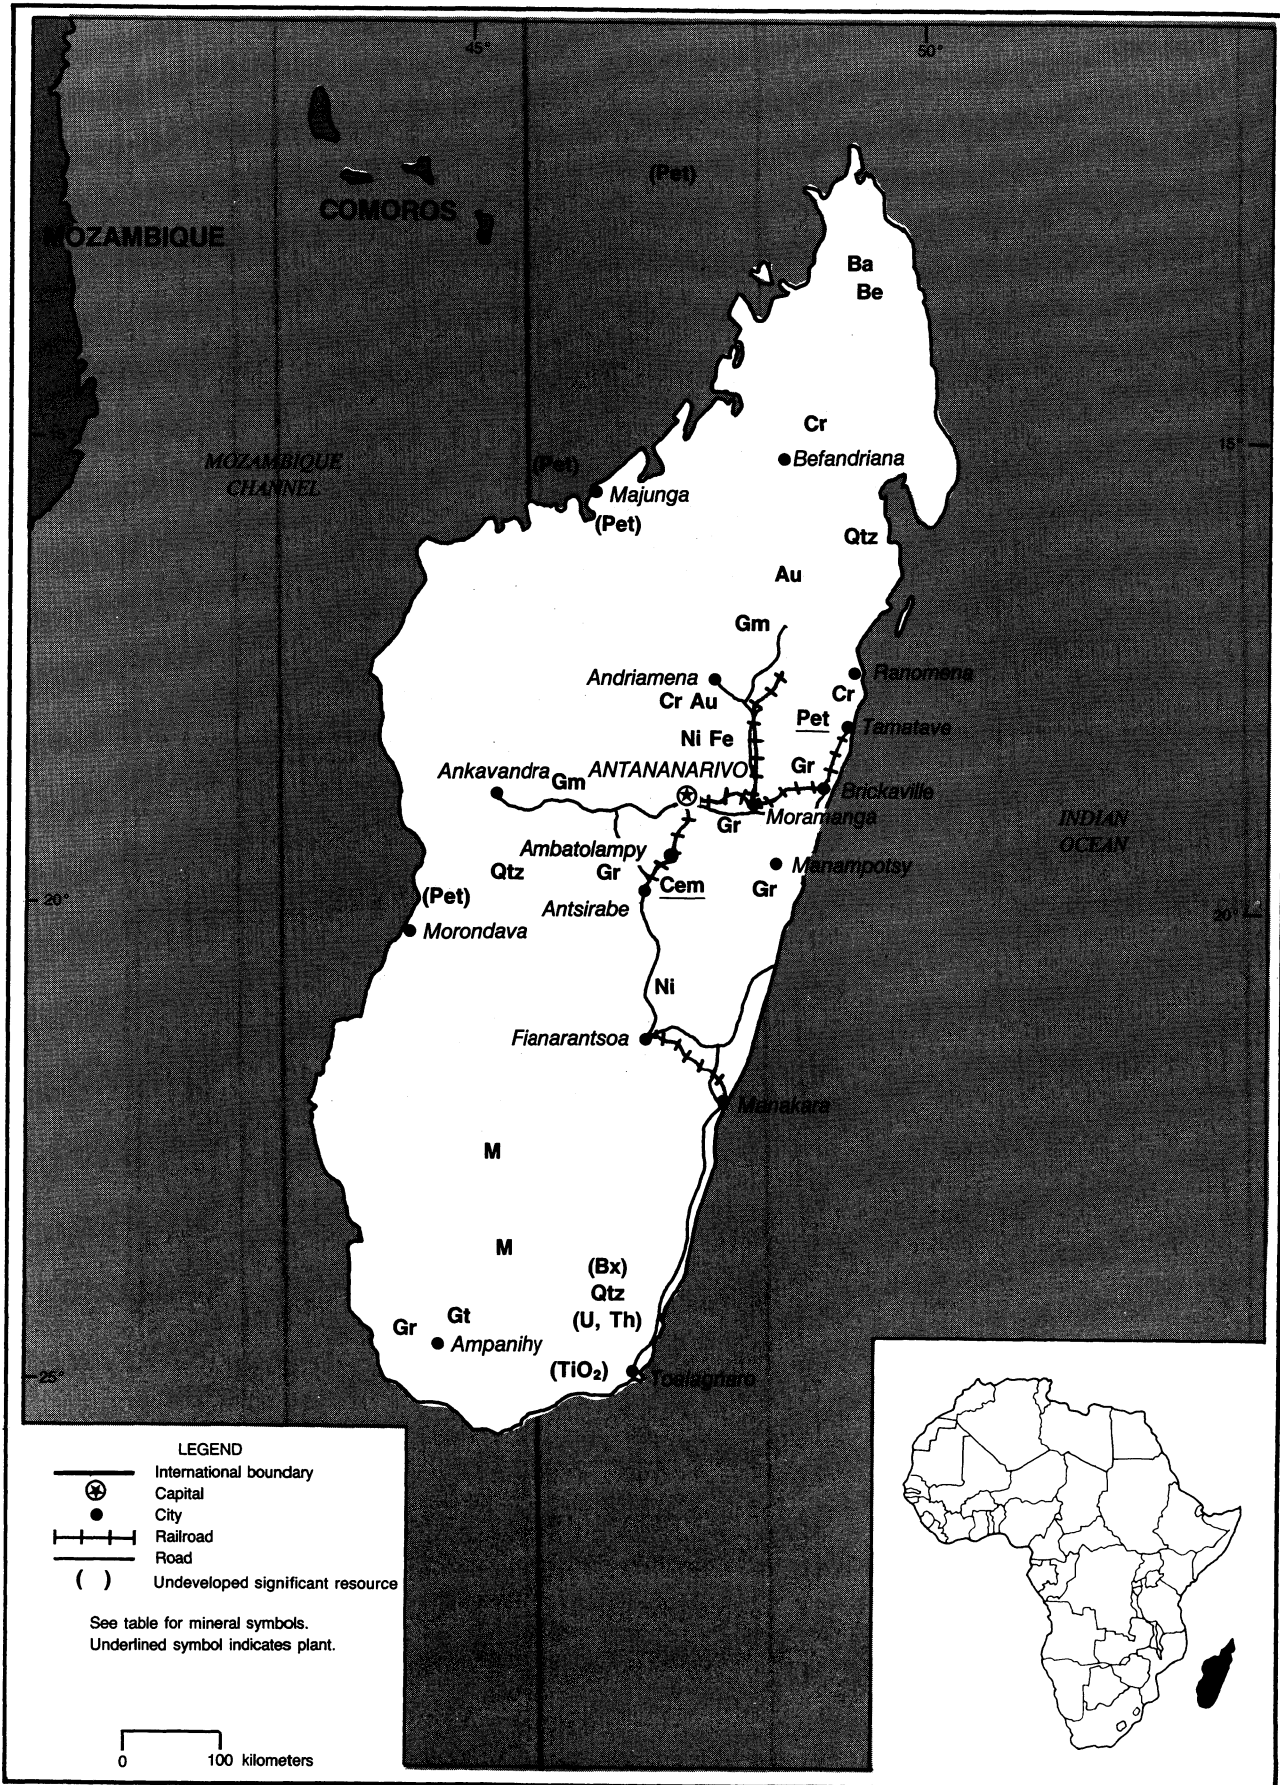 45°
50°
(Pet)
COMOROS
MOZAMBIQUE
Ba
Be
Cr
15°
15°
Befandriana
MOZAMBIQUE
CHANNEL
(Pet)
Majunga
(Pet)
Qtz
Au
Gm
Andriamena
Ranomena
Cr Au
Cr
Pet
Tamatave
Ni Fe
Gr
Ankavandra
Gm
ANTANANARIVO
Brickaville
Moramanga
INDIAN
OCEAN
Gr
Ambatolampy
Manampotsy
Qtz
Gr
Cem
Gr
(Pet)
20°
20°
Antsirabe
Morondava
Ni
Fianarantsoa
Manakara
M
M
(Bx)
Qtz
(U, Th)
Gt
Gr
Ampanihy
(TiO₂)
Toalagnaro
25°
LEGEND
International boundary
Capital
City
Railroad
Road
( ) Undeveloped significant resource
See table for mineral symbols.
Underlined symbol indicates plant.
0 100 kilometers